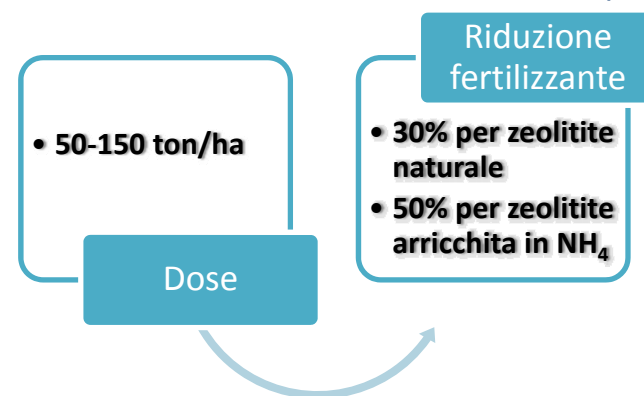 • 50-150 ton/ha
Dose
Riduzione
fertilizzante
• 30% per zeolitite
naturale
• 50% per zeolitite
arricchita in NH₄